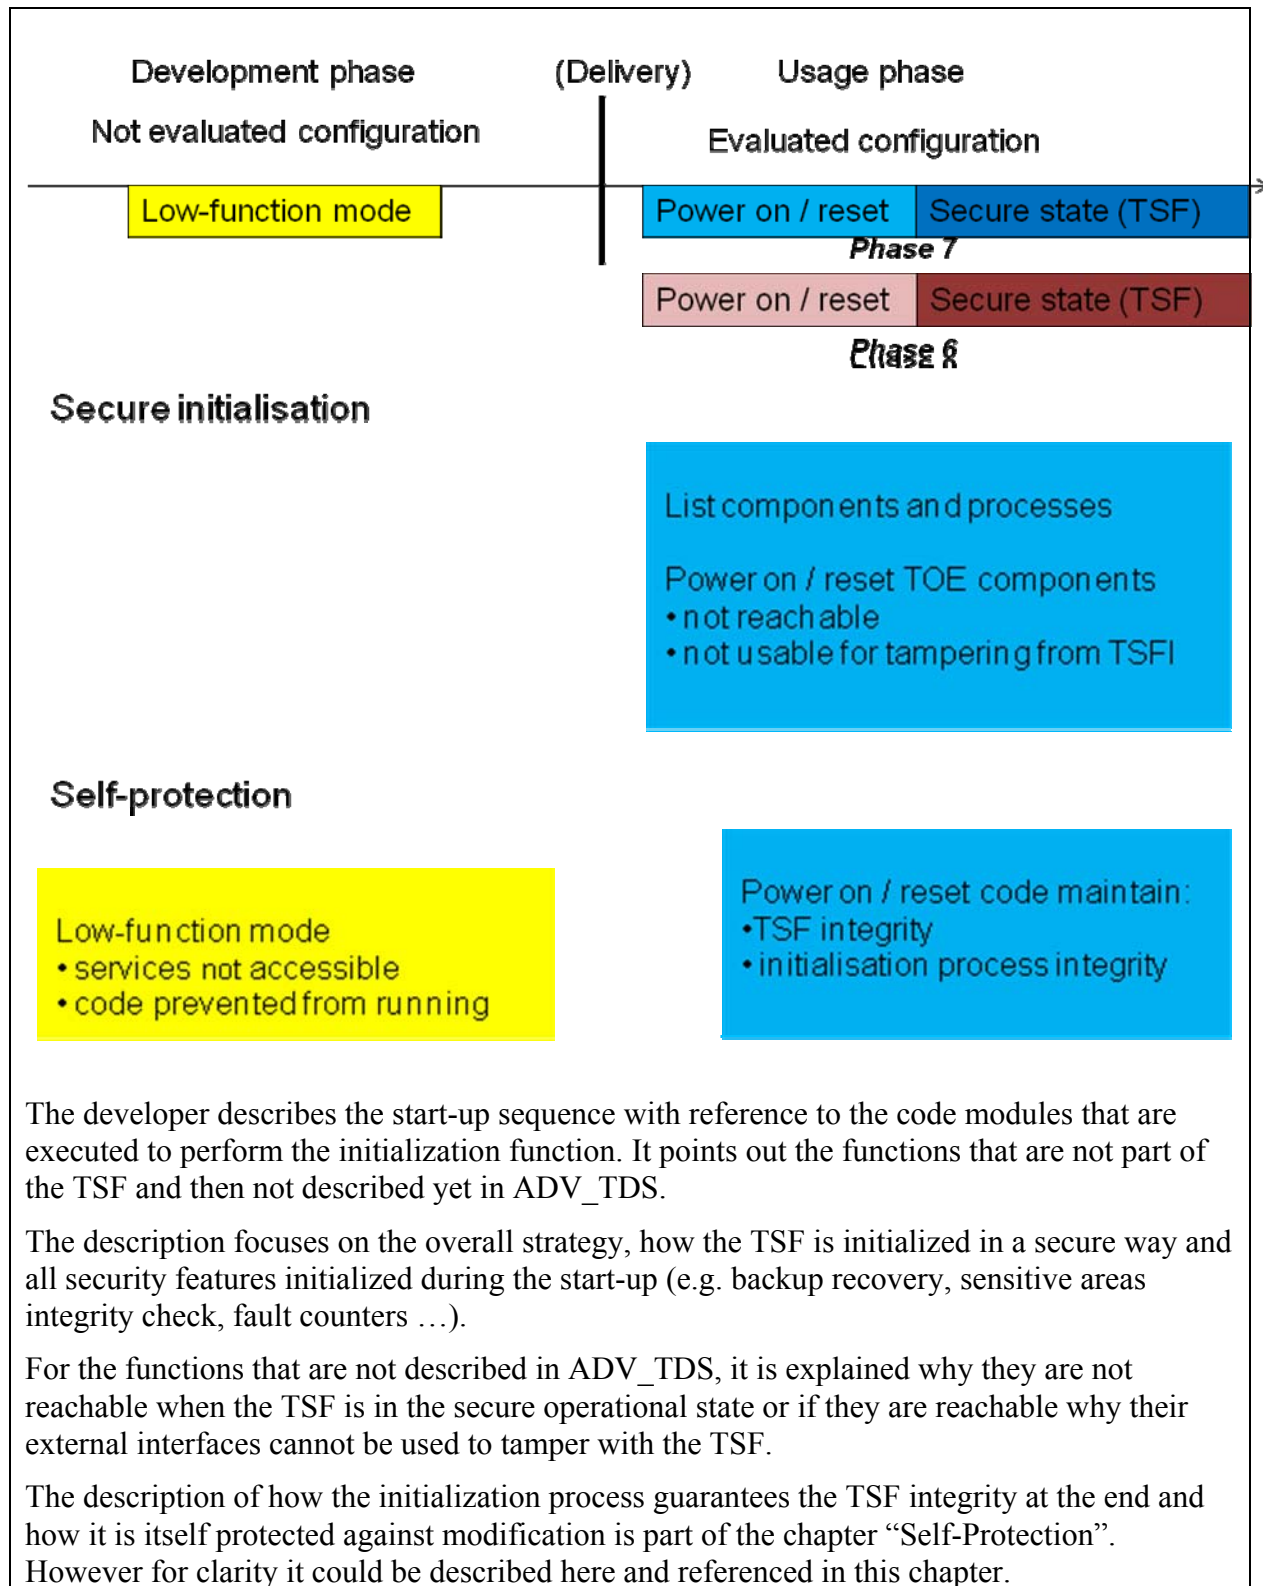 Development phase (Delivery) Usage phase
Not evaluated configuration Evaluated configuration
Low-function mode Power on / reset Secure state (TSF)
Phase 7
Power on / reset Secure state (TSF)
Phase 6
Secure initialisation
List components and processes
Power on / reset TOE components
• not reachable
• not usable for tampering from TSFI
Self-protection
Low-function mode
• services not accessible
• code prevented from running
Power on / reset code maintain:
•TSF integrity
• initialisation process integrity
The developer describes the start-up sequence with reference to the code modules that are
executed to perform the initialization function. It points out the functions that are not part of
the TSF and then not described yet in ADV_TDS.
The description focuses on the overall strategy, how the TSF is initialized in a secure way and
all security features initialized during the start-up (e.g. backup recovery, sensitive areas
integrity check, fault counters …).
For the functions that are not described in ADV_TDS, it is explained why they are not
reachable when the TSF is in the secure operational state or if they are reachable why their
external interfaces cannot be used to tamper with the TSF.
The description of how the initialization process guarantees the TSF integrity at the end and
how it is itself protected against modification is part of the chapter “Self-Protection”.
However for clarity it could be described here and referenced in this chapter.